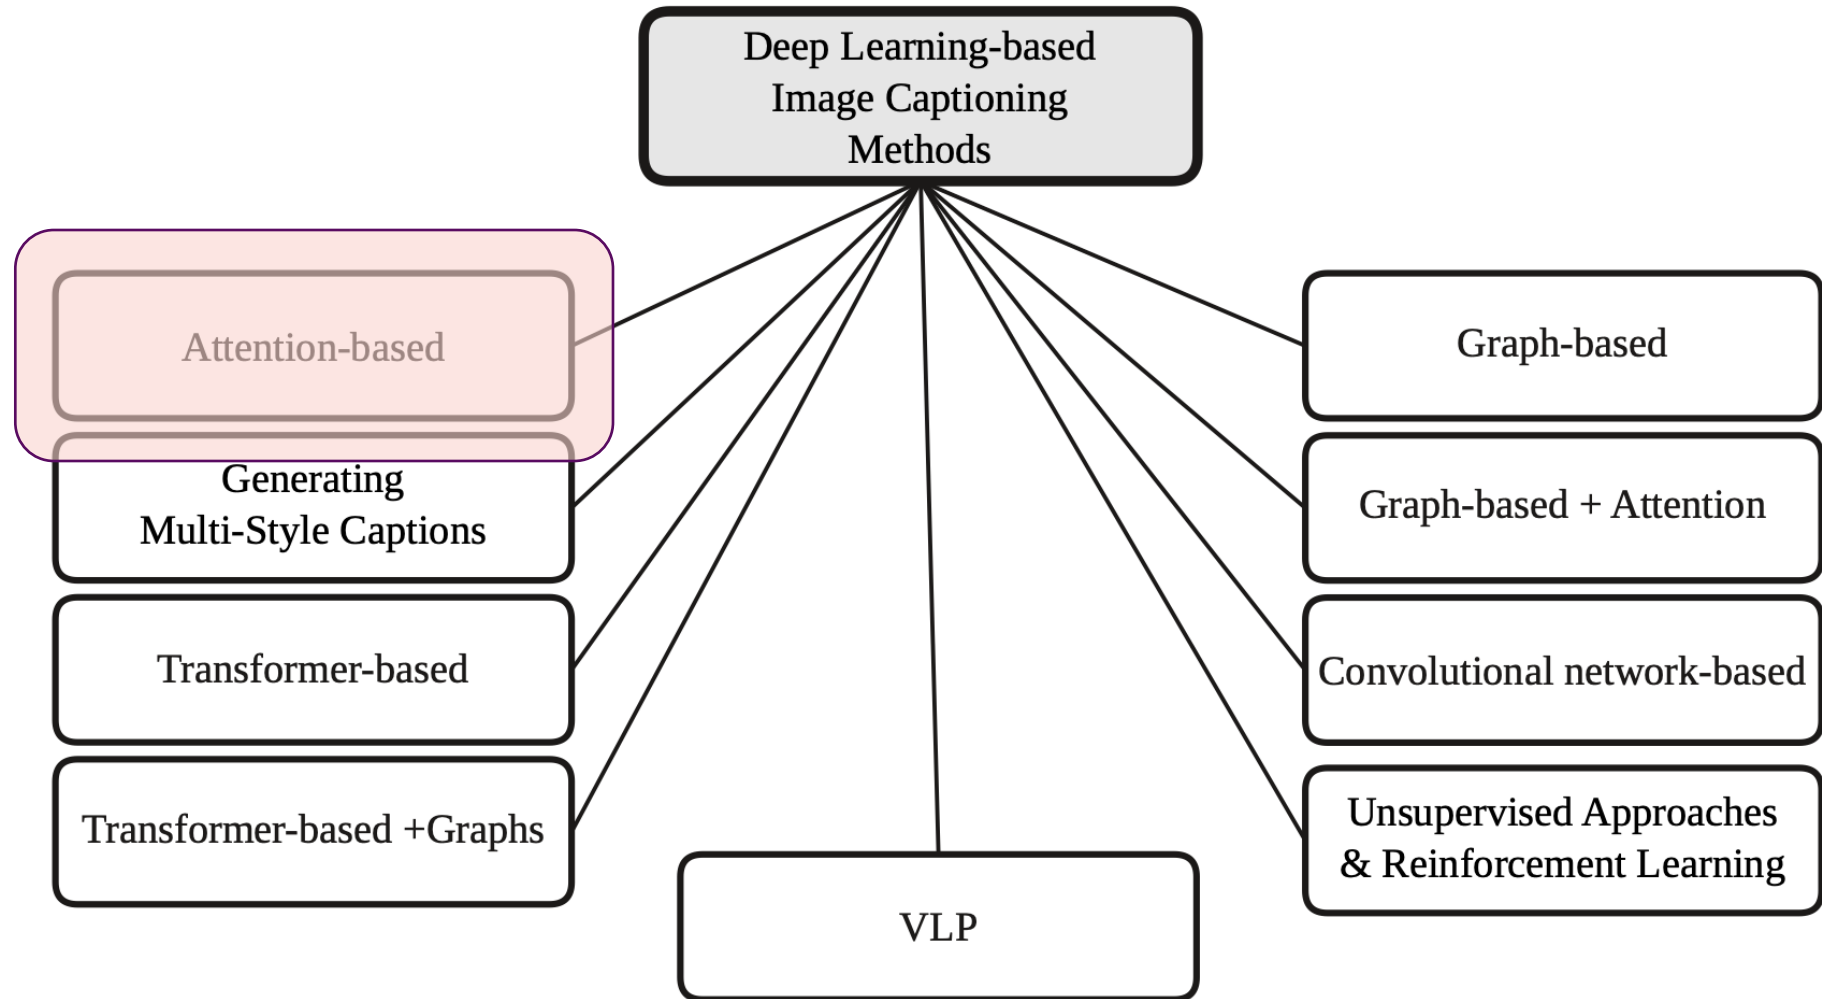 Deep Learning-based
Image Captioning
Methods
Attention-based
Generating
Multi-Style Captions
Transformer-based
Transformer-based +Graphs
VLP
Graph-based
Graph-based + Attention
Convolutional network-based
Unsupervised Approaches
& Reinforcement Learning